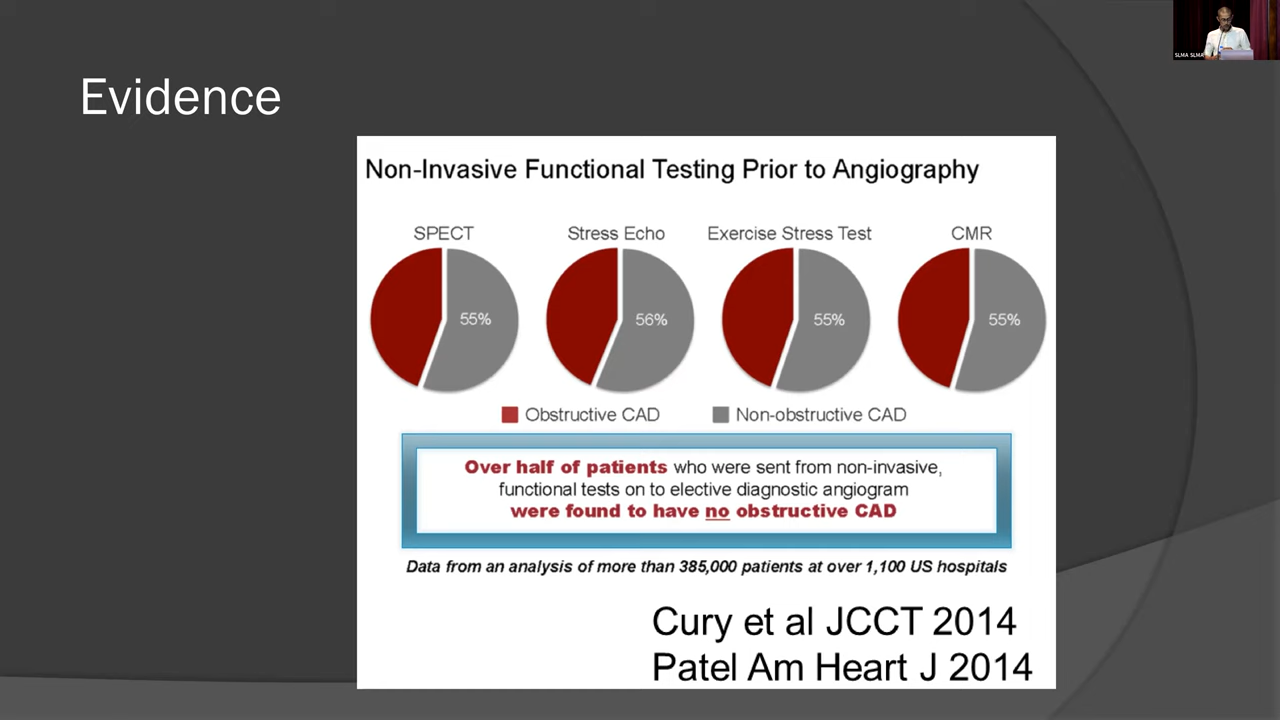 SLMA SLMA
Evidence
Non-Invasive Functional Testing Prior to Angiography
SPECT
Stress Echo
Exercise Stress Test
CMR
55%
56%
55%
55%
Obstructive CAD
Non-obstructive CAD
Over half of patients who were sent from non-invasive,
functional tests on to elective diagnostic angiogram
were found to have no obstructive CAD
Data from an analysis of more than 385,000 patients at over 1,100 US hospitals
Cury et al JCCT 2014
Patel Am Heart J 2014